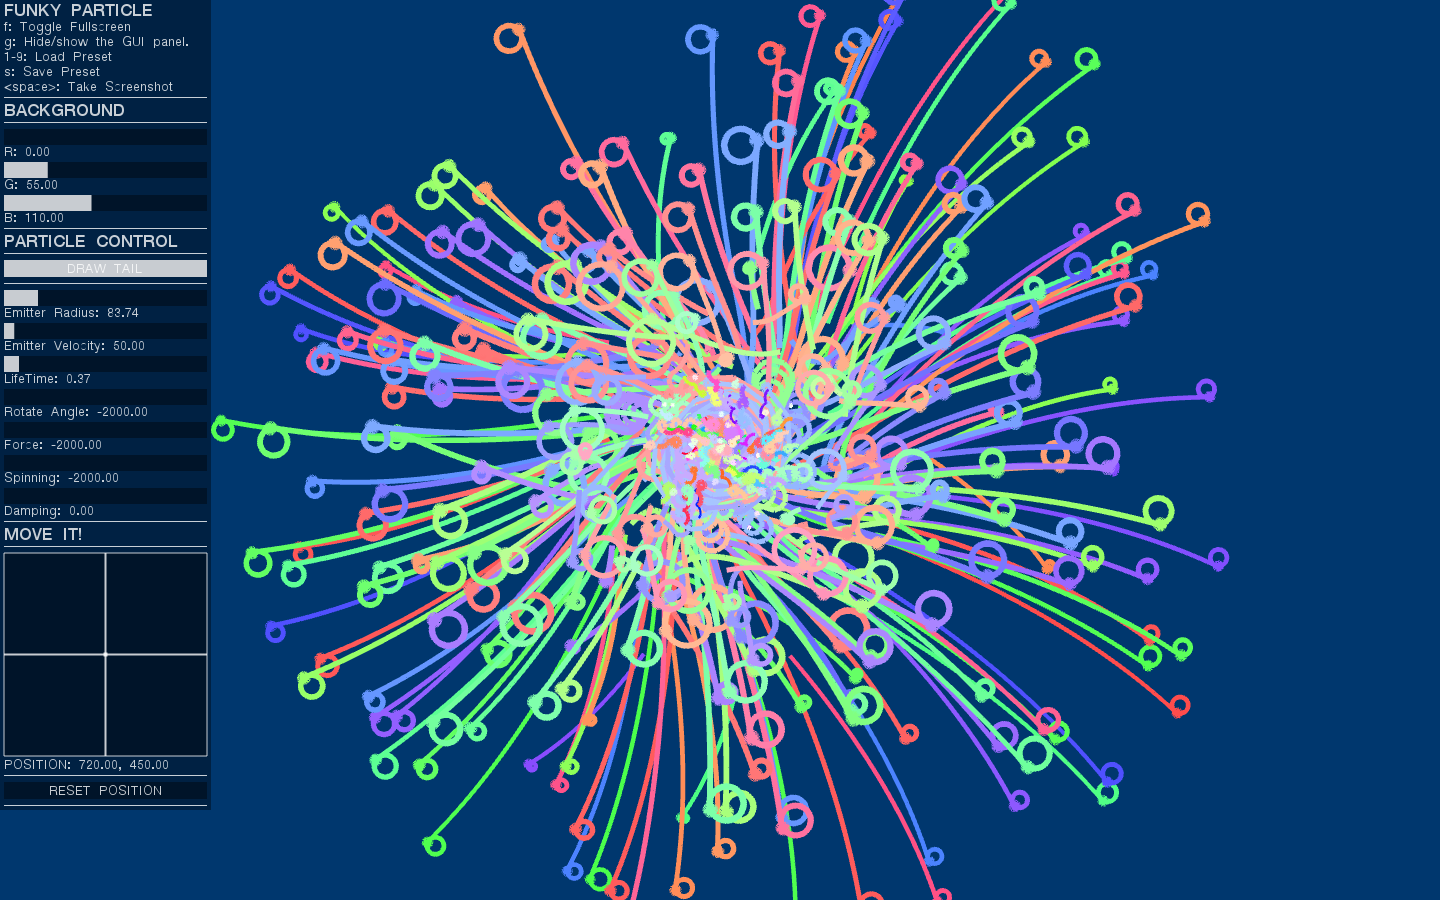 FUNKY PARTICLE
f: Toggle Fullscreen
g: Hide/show the GUI panel.
1-9: Load Preset
s: Save Preset
<space>: Take Screenshot
BACKGROUND
R: 0.00
G: 55.00
B: 110.00
PARTICLE CONTROL
DRAW TAIL
Emitter Radius: 83.74
Emitter Velocity: 50.00
LifeTime: 0.37
Rotate Angle: -2000.00
Force: -2000.00
Spinning: -2000.00
Damping: 0.00
MOVE IT!
POSITION: 720.00, 450.00
RESET POSITION